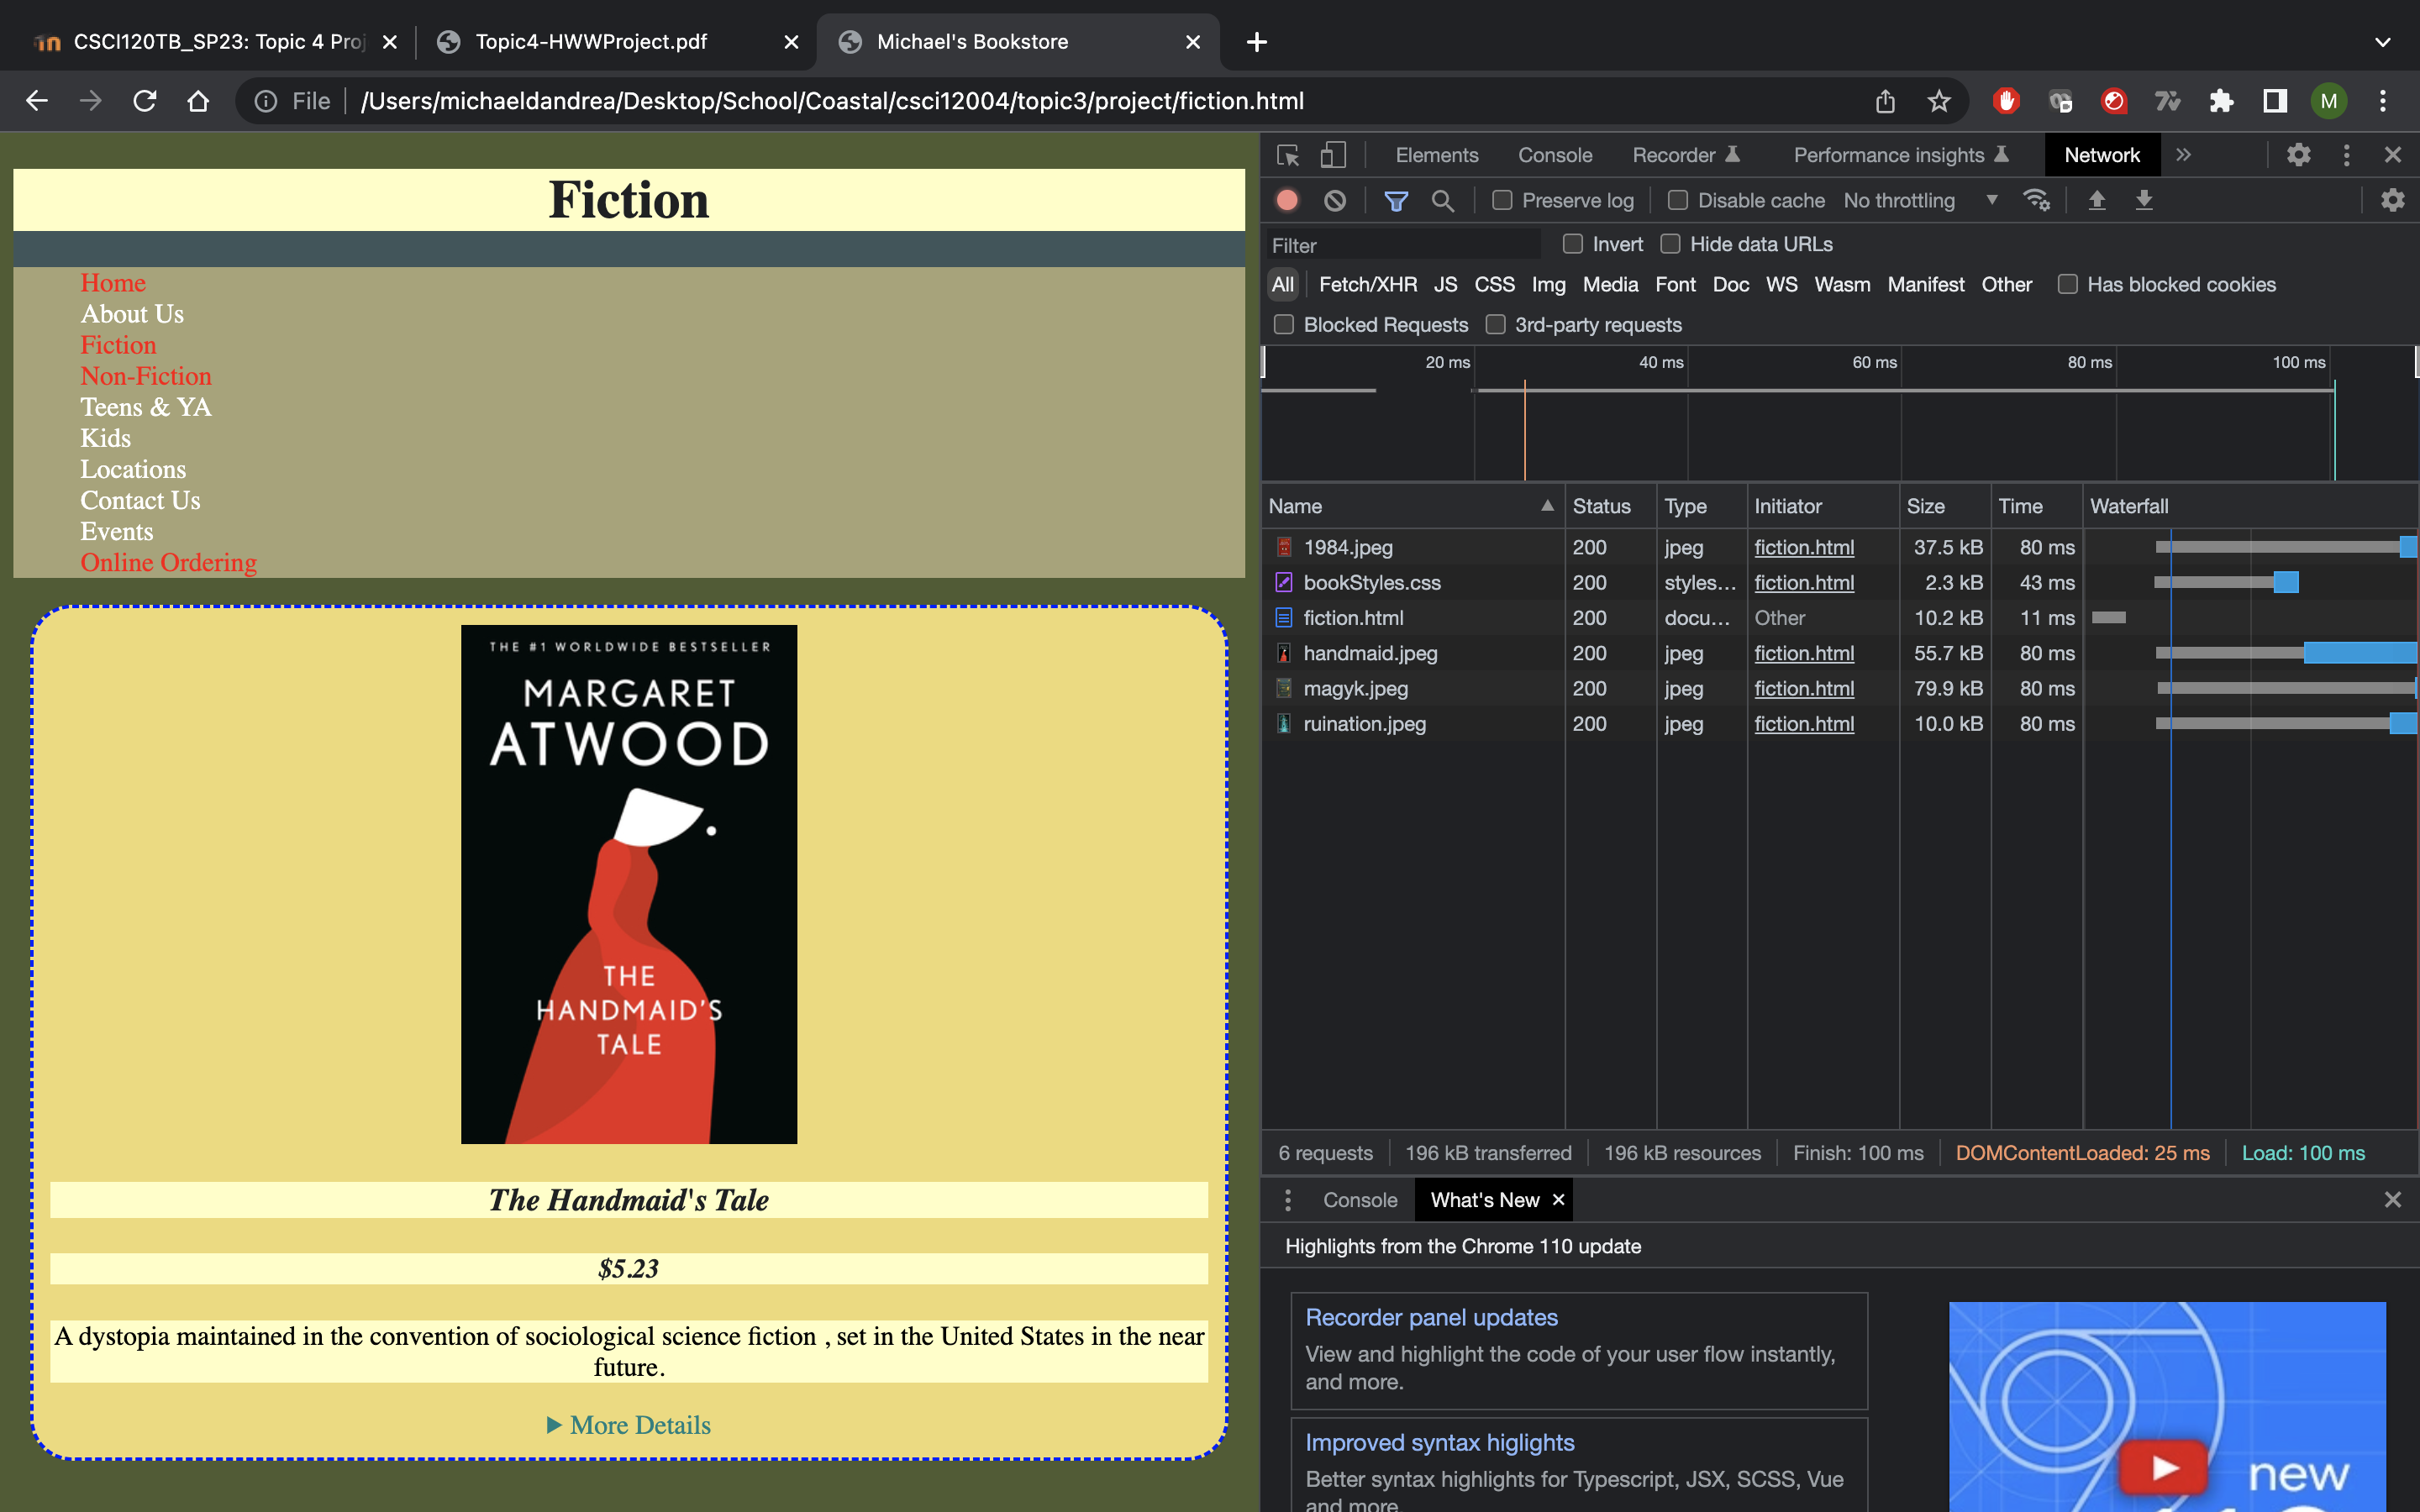 CSCI120TB_SP23: Topic 4 Proj
Topic4-HWWProject.pdf
Michael's Bookstore
File
/Users/michaeldandrea/Desktop/School/Coastal/csci12004/topic3/project/fiction.html
M
Fiction
Home
About Us
Fiction
Non-Fiction
Teens & YA
Kids
Locations
Contact Us
Events
Online Ordering
THE #1 WORLDWIDE BESTSELLER
MARGARET
ATWOOD
THE
HANDMAID'S
TALE
The Handmaid's Tale
$5.23
A dystopia maintained in the convention of sociological science fiction , set in the United States in the near
future.
More Details
Elements Console Recorder Performance insights Network
Preserve log Disable cache No throttling
Filter Invert Hide data URLs
All Fetch/XHR JS CSS Img Media Font Doc WS Wasm Manifest Other Has blocked cookies
Blocked Requests 3rd-party requests
20 ms 40 ms 60 ms 80 ms 100 ms
Name Status Type Initiator Size Time Waterfall
1984.jpeg 200 jpeg fiction.html 37.5 kB 80 ms
bookStyles.css 200 styles… fiction.html 2.3 kB 43 ms
fiction.html 200 docu… Other 10.2 kB 11 ms
handmaid.jpeg 200 jpeg fiction.html 55.7 kB 80 ms
magyk.jpeg 200 jpeg fiction.html 79.9 kB 80 ms
ruination.jpeg 200 jpeg fiction.html 10.0 kB 80 ms
6 requests 196 kB transferred 196 kB resources Finish: 100 ms DOMContentLoaded: 25 ms Load: 100 ms
Console What's New
Highlights from the Chrome 110 update
Recorder panel updates
View and highlight the code of your user flow instantly,
and more.
Improved syntax higlights
Better syntax highlights for Typescript, JSX, SCSS, Vue
and more.
new